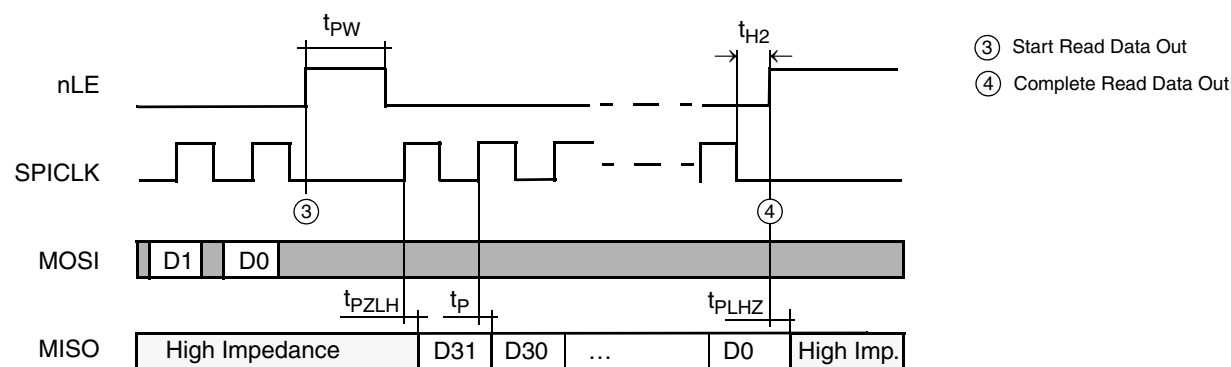 tPW
tH2
③ Start Read Data Out
nLE
④ Complete Read Data Out
SPICLK
③
④
MOSI D1 D0
tPZLH tP tPLHZ
MISO High Impedance D31 D30 ... D0 High Imp.